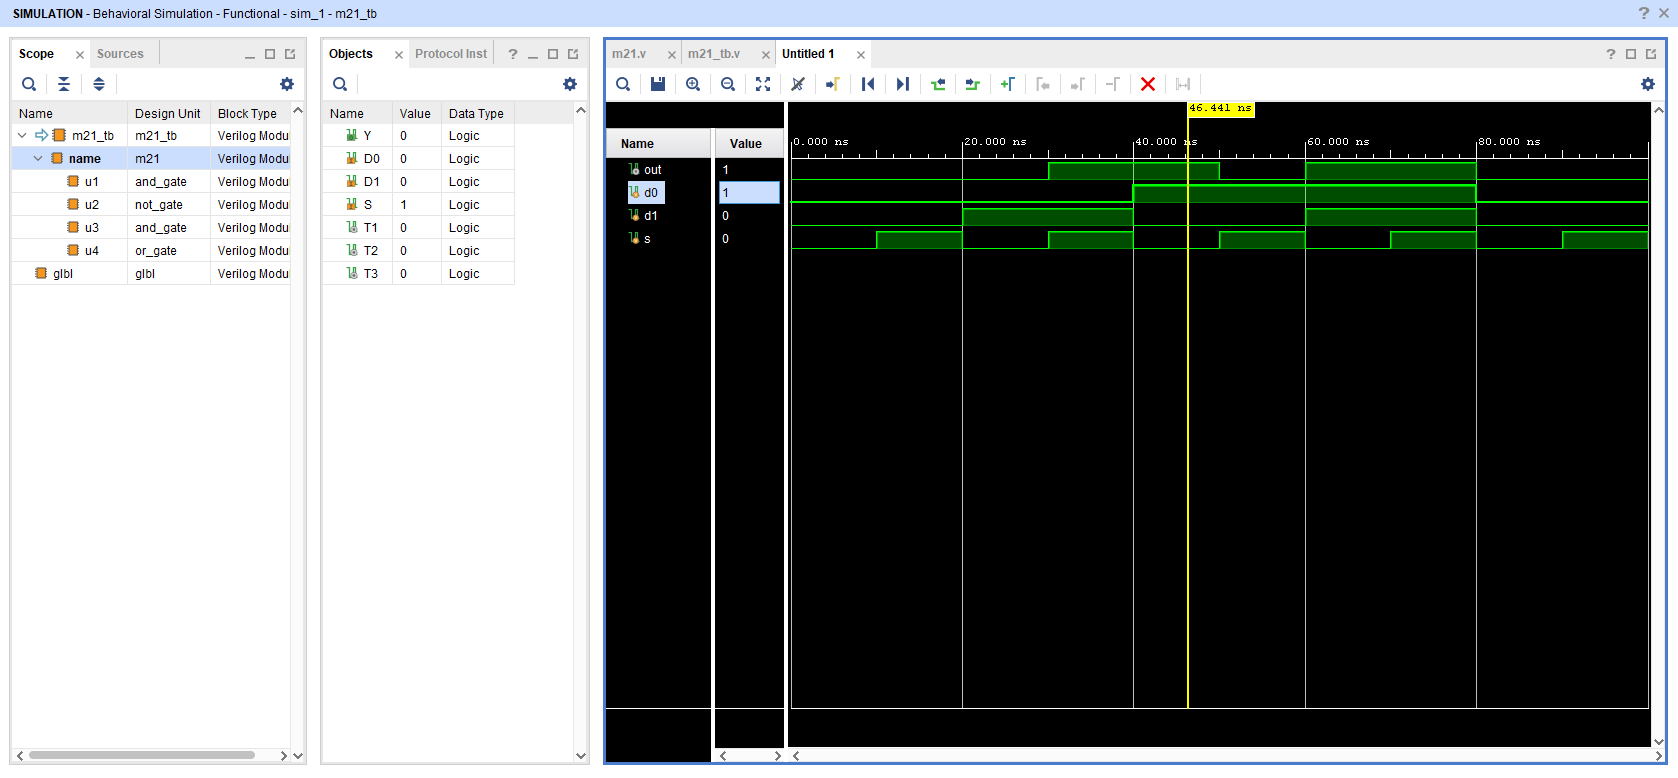 SIMULATION - Behavioral Simulation - Functional - sim_1 - m21_tb
Scope Sources
Name Design Unit Block Type
m21_tb m21_tb Verilog Modu
name m21 Verilog Modu
u1 and_gate Verilog Modu
u2 not_gate Verilog Modu
u3 and_gate Verilog Modu
u4 or_gate Verilog Modu
glbl glbl Verilog Modu
Objects Protocol Inst
Name Value Data Type
Y 0 Logic
D0 0 Logic
D1 0 Logic
S 1 Logic
T1 0 Logic
T2 0 Logic
T3 0 Logic
m21.v m21_tb.v Untitled 1
46.441 ns
Name Value
0.000 ns 20.000 ns 40.000 ns 60.000 ns 80.000 ns
out 1
d0 1
d1 0
s 0